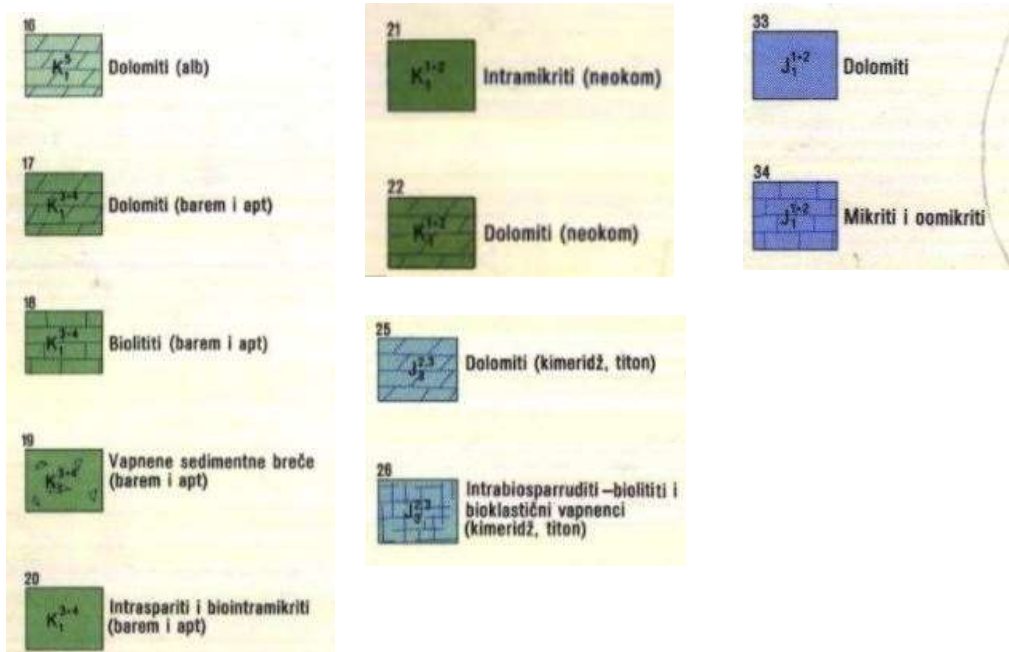 16
K₁⁵
Dolomiti (alb)
17
K₁³⁺⁴
Dolomiti (barem i apt)
18
K₁³⁺⁴
Biolititi (barem i apt)
19
K₁³⁺⁴
Vapnene sedimentne breče
(barem i apt)
20
K₁³⁺⁴
Intraspariti i biointramikriti
(barem i apt)
21
K₁¹⁺²
Intramikriti (neokom)
22
K₁¹⁺²
Dolomiti (neokom)
25
J₃²,³
Dolomiti (kimeridž, titon)
26
J₃²,³
Intrabiosparruditi–biolititi i
bioklastični vapnenci
(kimeridž, titon)
33
J₁¹⁺²
Dolomiti
34
J₁¹⁺²
Mikriti i oomikriti